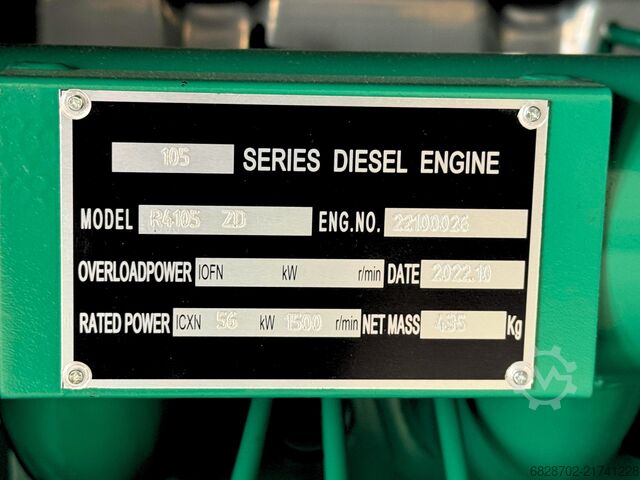 105 SERIES DIESEL ENGINE
MODEL R4105 ZD ENG.NO. 22100026
OVERLOADPOWER IOFN kW r/min DATE 2022.10
RATED POWER ICXN 56 kW 1500 r/min NET MASS 495 Kg
6828702-21741228